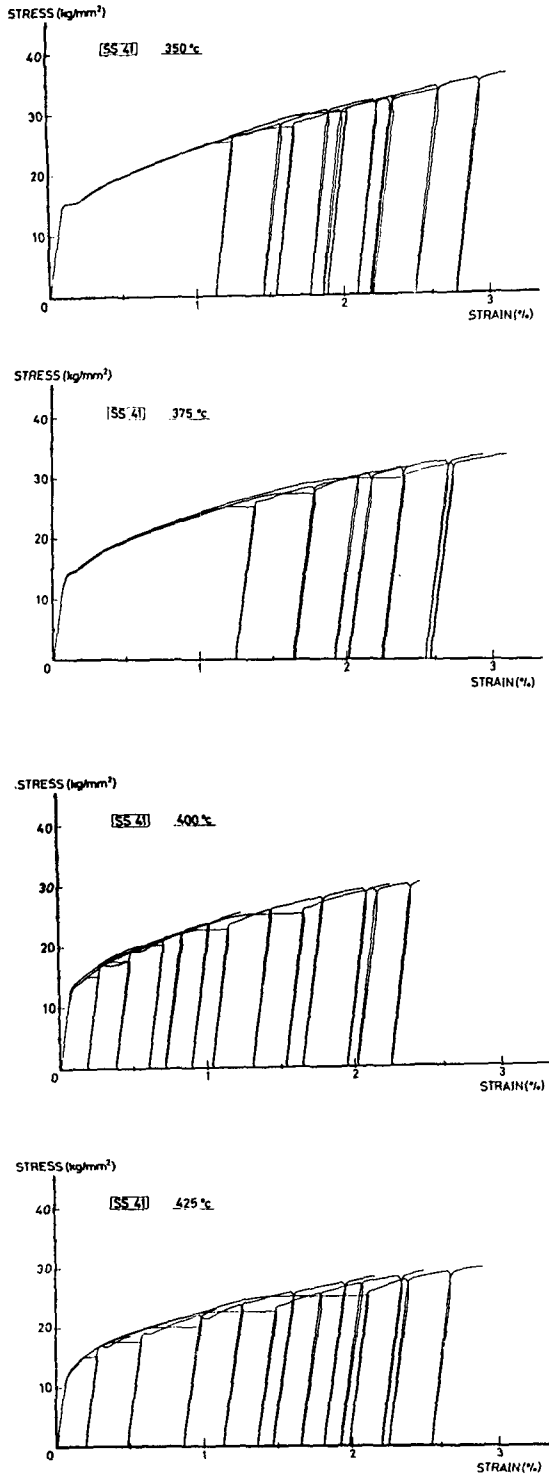 STRESS (kg/mm²)
40
SS 41 350 °c
30
20
10
0
1
2
3
STRAIN (%)
STRESS (kg/mm²)
40
SS 41 375 °c
30
20
10
0
1
2
3
STRAIN (%)
STRESS (kg/mm²)
40
SS 41 400 °c
30
20
10
0
1
2
3
STRAIN (%)
STRESS (kg/mm²)
40
SS 41 425 °c
30
20
10
0
1
2
3
STRAIN (%)